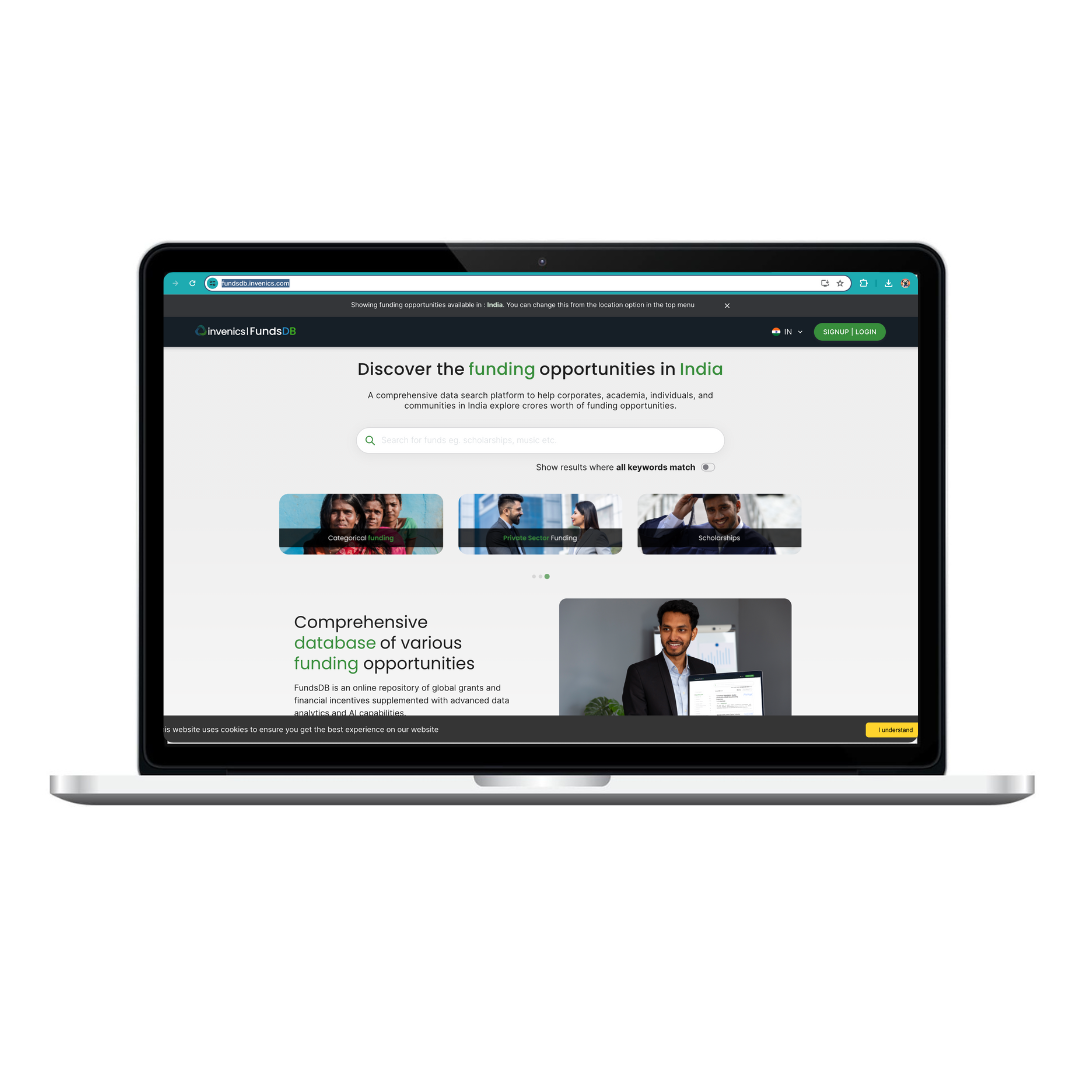 fundsdb.invenics.com
Showing funding opportunities available in : India. You can change this from the location option in the top menu
invenics|FundsDB
IN
SIGNUP | LOGIN
Discover the funding opportunities in India
A comprehensive data search platform to help corporates, academia, individuals, and
communities in India explore crores worth of funding opportunities.
Search for funds eg. scholarships, music etc.
Show results where all keywords match
Categorical funding
Private Sector Funding
Scholarships
Comprehensive
database of various
funding opportunities
FundsDB is an online repository of global grants and
financial incentives supplemented with advanced data
analytics and AI capabilities.
is website uses cookies to ensure you get the best experience on our website
I understand